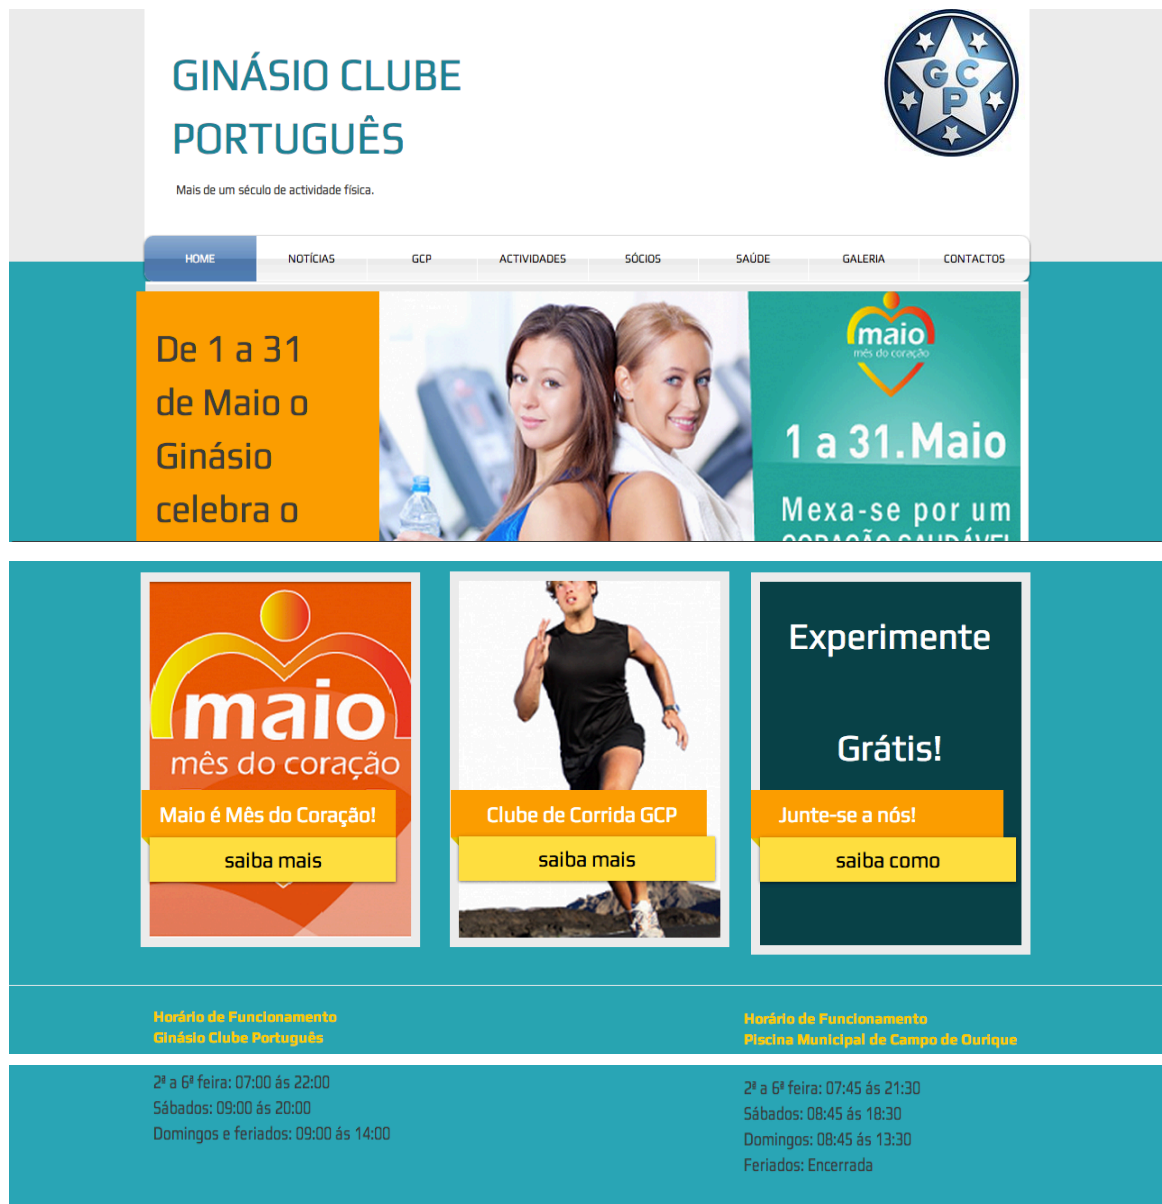 GINÁSIO CLUBE
PORTUGUÊS
Mais de um século de actividade física.
G C
P
HOME NOTÍCIAS GCP ACTIVIDADES SÓCIOS SAÚDE GALERIA CONTACTOS
De 1 a 31
de Maio o
Ginásio
celebra o
maio
mês do coração
1 a 31.Maio
Mexa-se por um
CORAÇÃO SAUDÁVEL
maio
mês do coração
Maio é Mês do Coração!
saiba mais
Clube de Corrida GCP
saiba mais
Experimente
Grátis!
Junte-se a nós!
saiba como
Horário de Funcionamento
Ginásio Clube Português
2ª a 6ª feira: 07:00 ás 22:00
Sábados: 09:00 ás 20:00
Domingos e feriados: 09:00 ás 14:00
Horário de Funcionamento
Piscina Municipal de Campo de Ourique
2ª a 6ª feira: 07:45 ás 21:30
Sábados: 08:45 ás 18:30
Domingos: 08:45 ás 13:30
Feriados: Encerrada